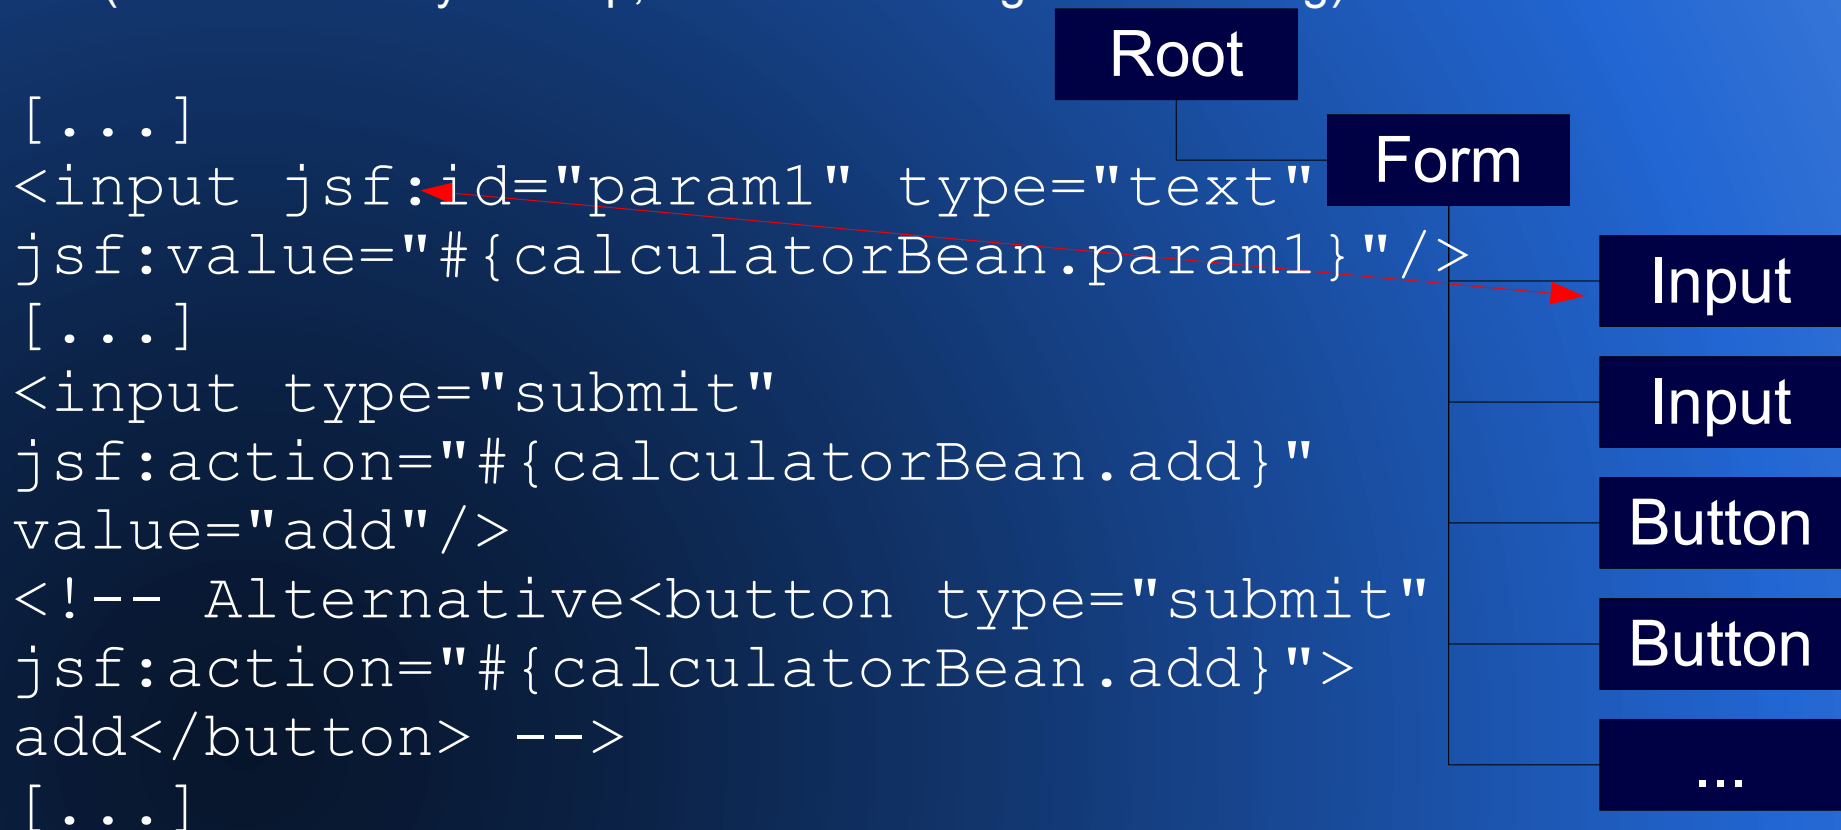 Root
Form
Input
Input
Button
Button
...
[...]
<input jsf:id="param1" type="text"
jsf:value="#{calculatorBean.param1}"/>
[...]
<input type="submit"
jsf:action="#{calculatorBean.add}"
value="add"/>
<!-- Alternative<button type="submit"
jsf:action="#{calculatorBean.add}">
add</button> -->
[...]